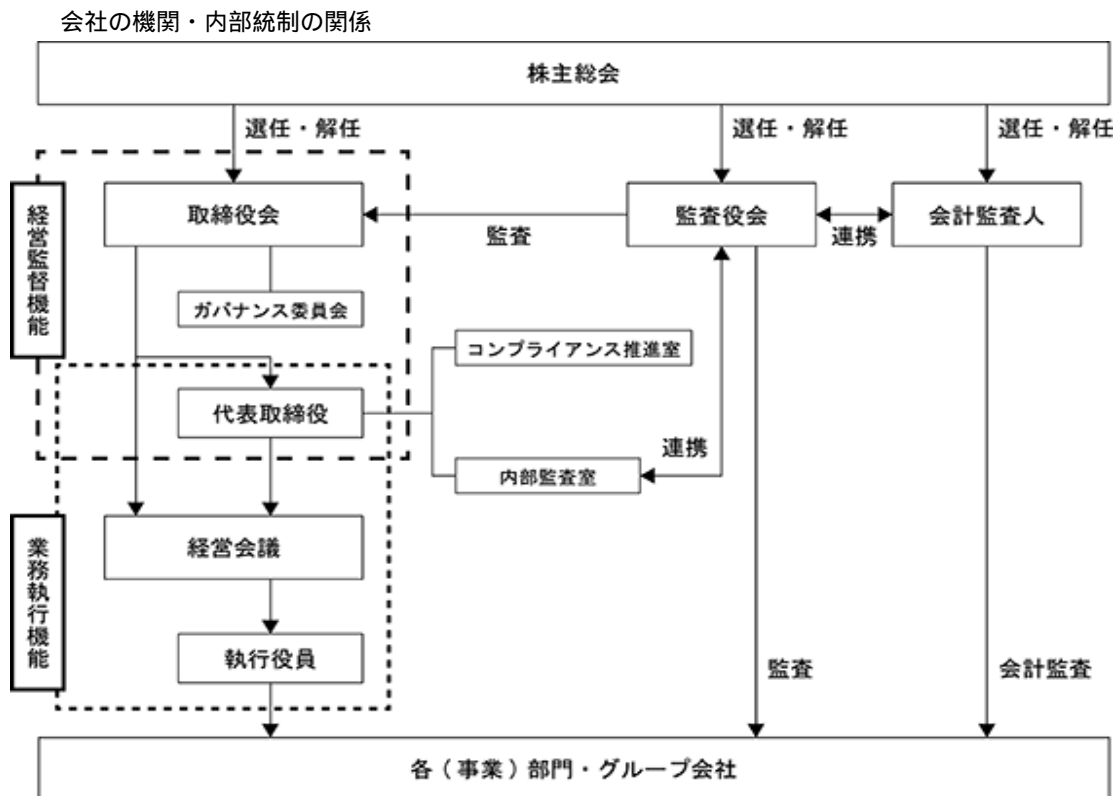 会社の機関・内部統制の関係
株主総会
選任・解任
選任・解任
選任・解任
経営監督機能
取締役会
監査
監査役会
連携
会計監査人
ガバナンス委員会
コンプライアンス推進室
代表取締役
連携
内部監査室
業務執行機能
経営会議
執行役員
監査
会計監査
各(事業)部門・グループ会社